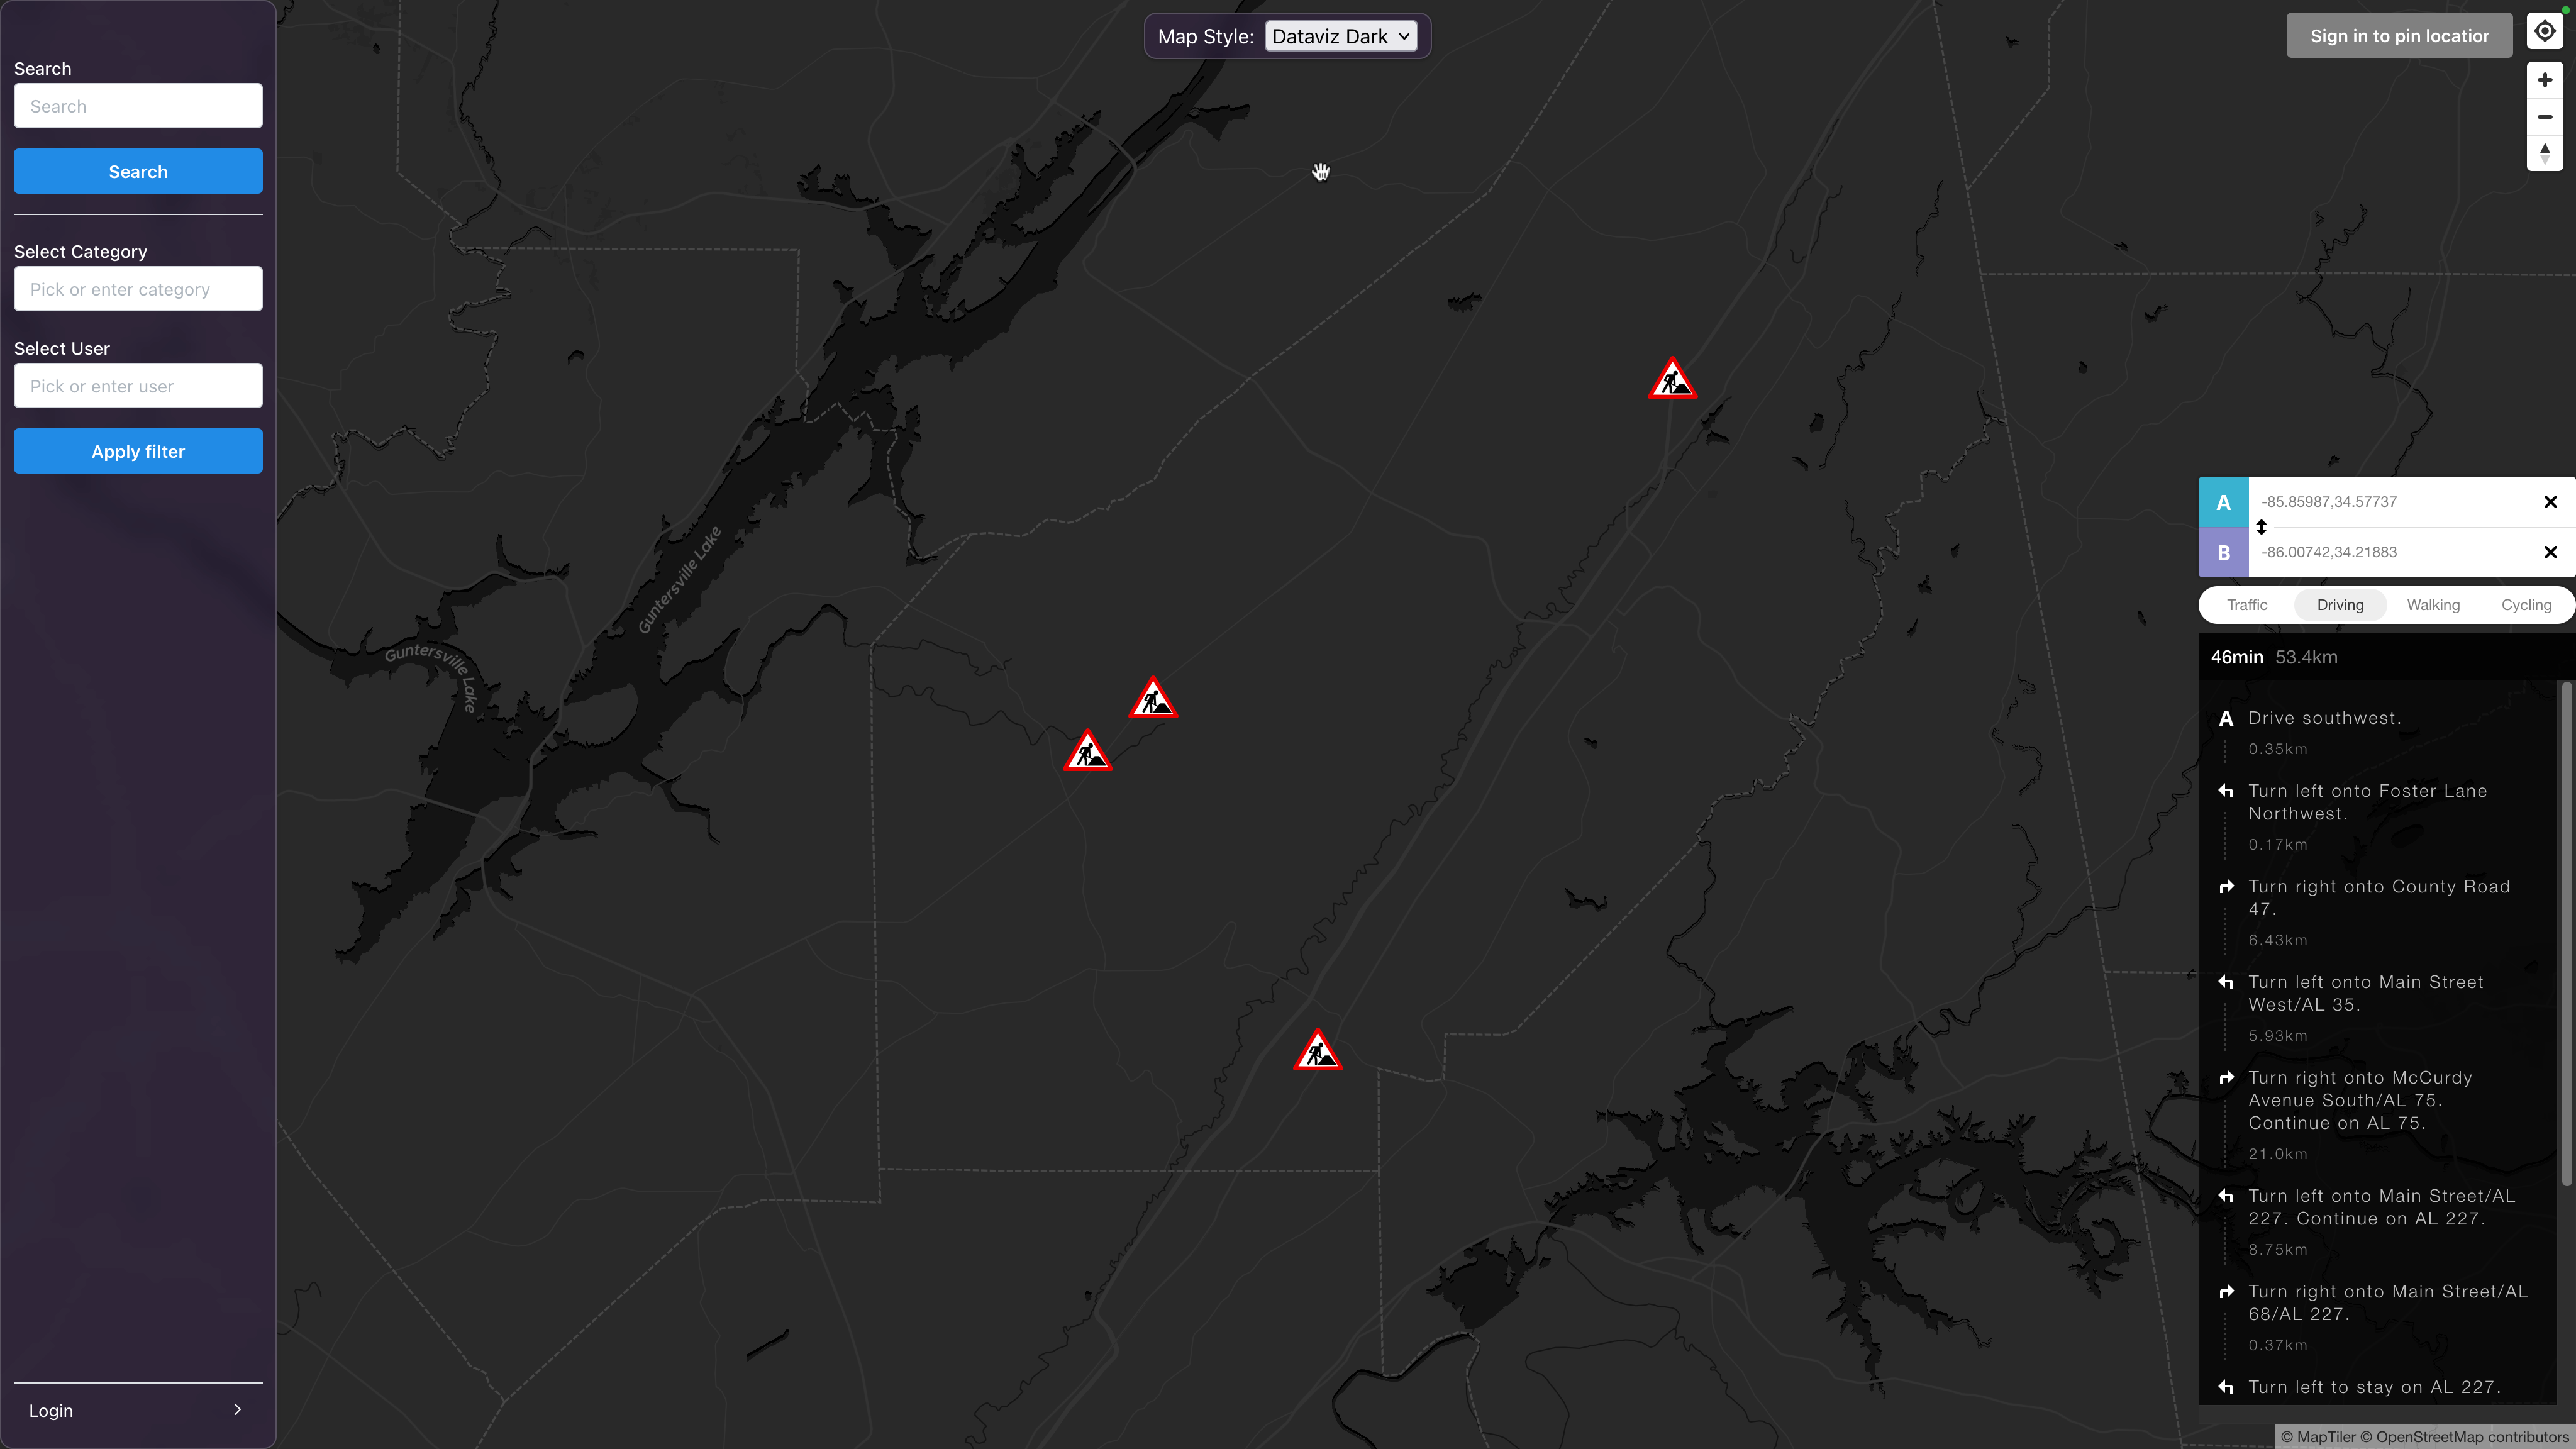 Search
Search
Search
Select Category
Pick or enter category
Select User
Pick or enter user
Apply filter
Login
Map Style: Dataviz Dark
Guntersville Lake
Guntersville Lake
Sign in to pin locatior
A -85.85987,34.57737
B -86.00742,34.21883
Traffic Driving Walking Cycling
46min 53.4km
A Drive southwest.
0.35km
Turn left onto Foster Lane
Northwest.
0.17km
Turn right onto County Road
47.
6.43km
Turn left onto Main Street
West/AL 35.
5.93km
Turn right onto McCurdy
Avenue South/AL 75.
Continue on AL 75.
21.0km
Turn left onto Main Street/AL
227. Continue on AL 227.
8.75km
Turn right onto Main Street/AL
68/AL 227.
0.37km
Turn left to stay on AL 227.
© MapTiler © OpenStreetMap contributors